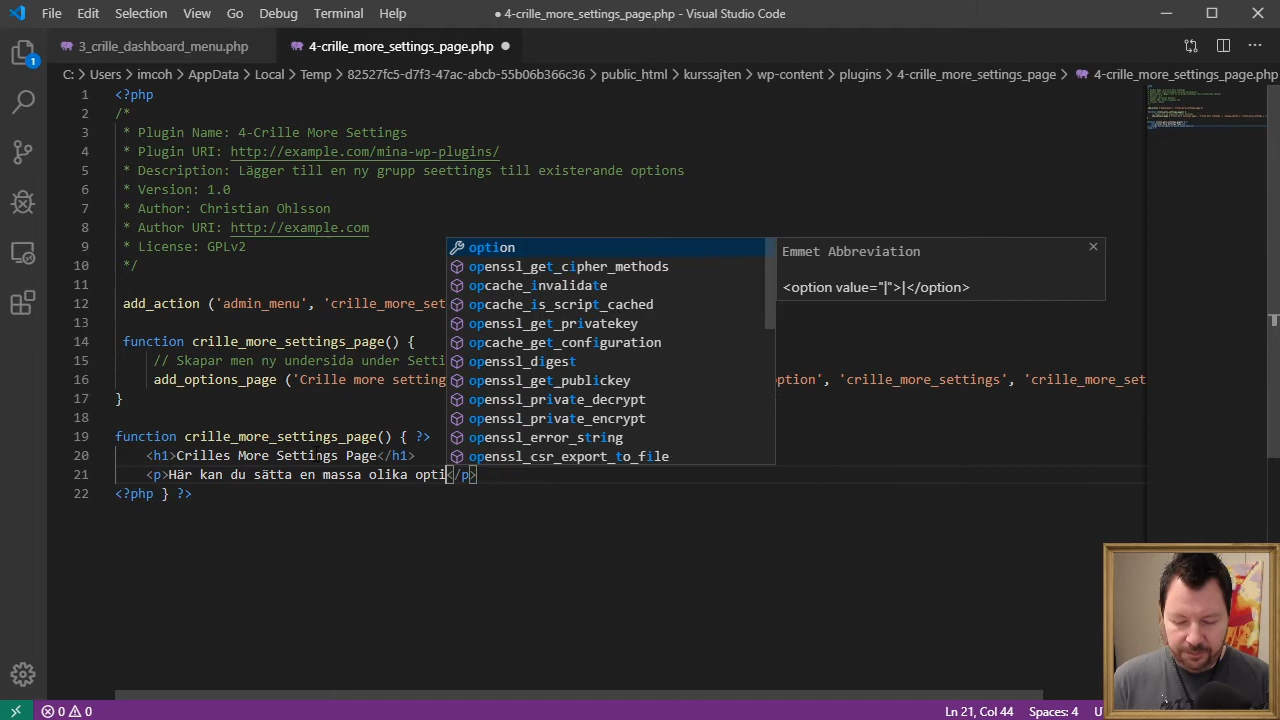 File Edit Selection View Go Debug Terminal Help
● 4-crille_more_settings_page.php - Visual Studio Code
1
3_crille_dashboard_menu.php
4-crille_more_settings_page.php
C: > Users > imcoh > AppData > Local > Temp > 82527fc5-d7f3-47ac-abcb-55b06b366c36 > public_html > kurssajten > wp-content > plugins > 4-crille_more_settings_page > 4-crille_more_settings_page.php
1 <?php
2 /*
3 * Plugin Name: 4-Crille More Settings
4 * Plugin URI: http://example.com/mina-wp-plugins/
5 * Description: Lägger till en ny grupp seettings till existerande options
6 * Version: 1.0
7 * Author: Christian Ohlsson
8 * Author URI: http://example.com
9 * License: GPLv2
10 */
11
12 add_action ('admin_menu', 'crille_more_set
13
14 function crille_more_settings_page() {
15 // Skapar men ny undersida under Setti
16 add_options_page ('Crille more setting ption', 'crille_more_settings', 'crille_more_set
17 }
18
19 function crille_more_settings_page() { ?>
20 <h1>Crilles More Settings Page</h1>
21 <p>Här kan du sätta en massa olika opti</p>
22 <?php } ?>
option
openssl_get_cipher_methods
opcache_invalidate
opcache_is_script_cached
openssl_get_privatekey
opcache_get_configuration
openssl_digest
openssl_get_publickey
openssl_private_decrypt
openssl_private_encrypt
openssl_error_string
openssl_csr_export_to_file
Emmet Abbreviation
<option value="|">|</option>
0 0
Ln 21, Col 44
Spaces: 4